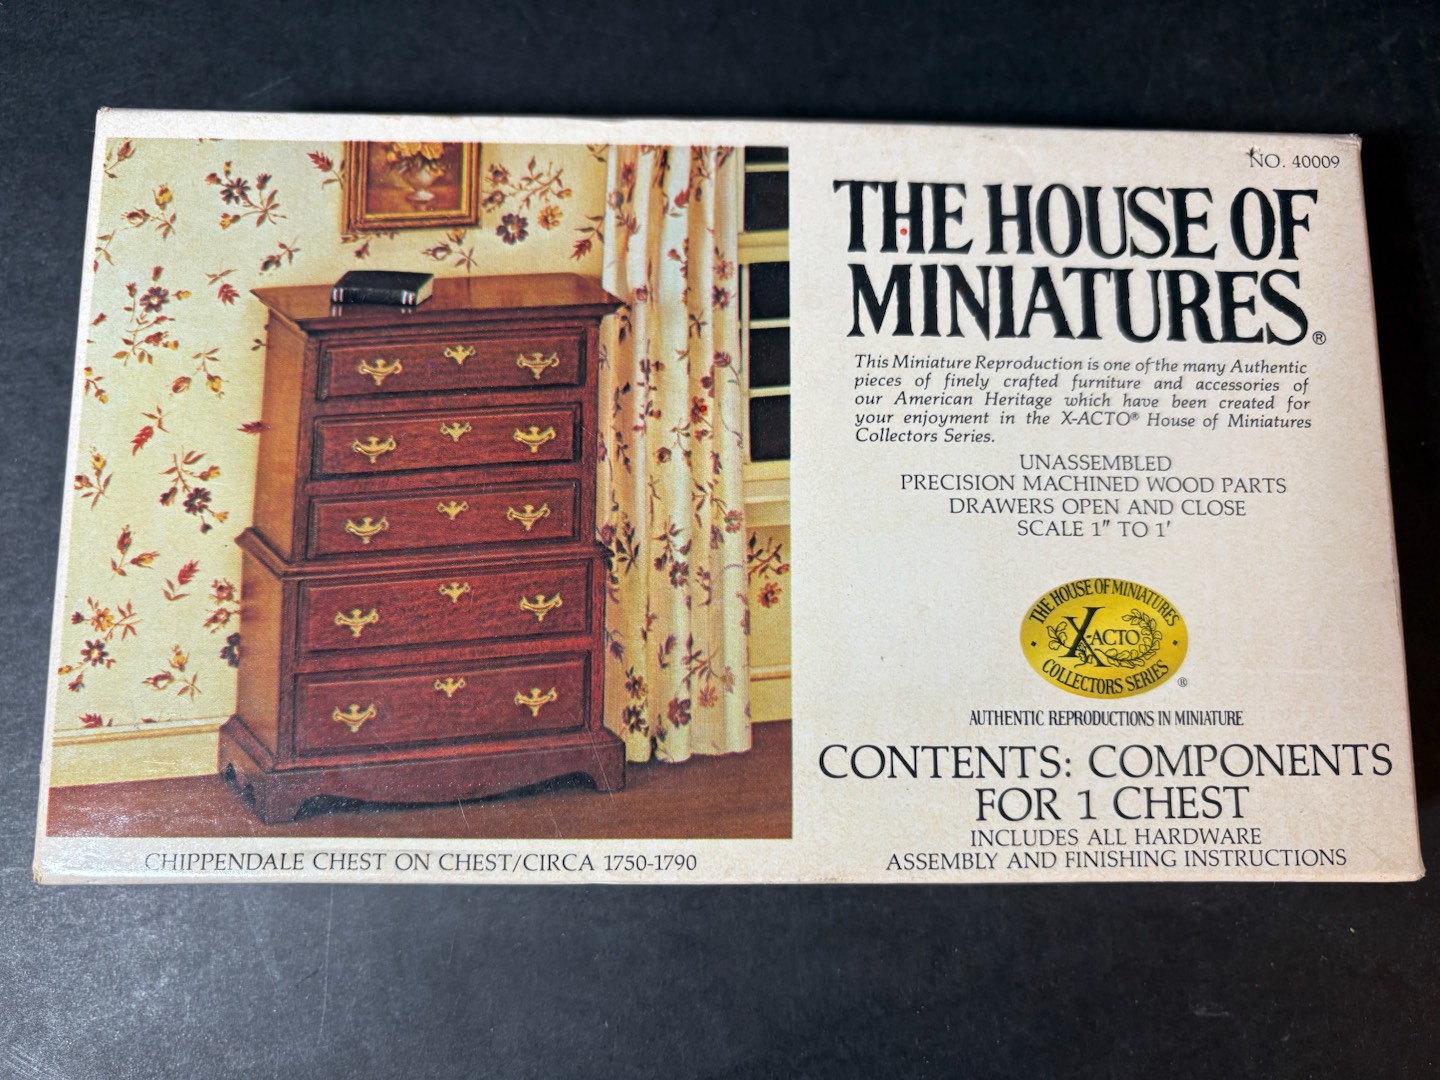 NO. 40009
THE HOUSE OF
MINIATURES®
This Miniature Reproduction is one of the many Authentic
pieces of finely crafted furniture and accessories of
our American Heritage which have been created for
your enjoyment in the X-ACTO® House of Miniatures
Collectors Series.
UNASSEMBLED
PRECISION MACHINED WOOD PARTS
DRAWERS OPEN AND CLOSE
SCALE 1" TO 1'
THE HOUSE OF MINIATURES
X-ACTO
COLLECTORS SERIES
®
AUTHENTIC REPRODUCTIONS IN MINIATURE
CONTENTS: COMPONENTS
FOR 1 CHEST
INCLUDES ALL HARDWARE
ASSEMBLY AND FINISHING INSTRUCTIONS
CHIPPENDALE CHEST ON CHEST/CIRCA 1750-1790